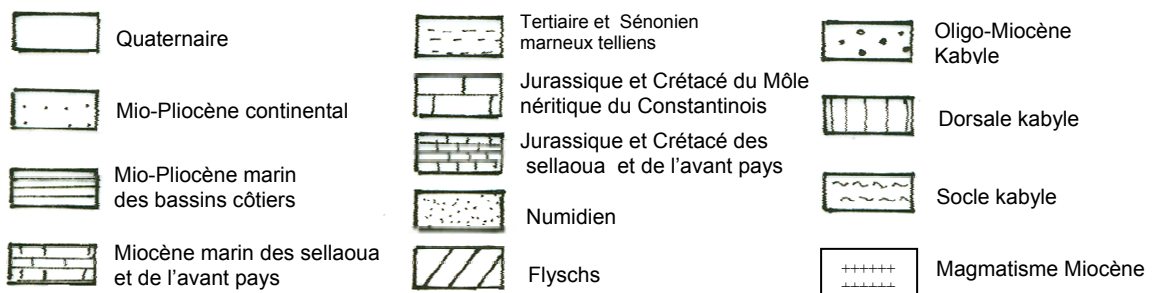 Quaternaire
Mio-Pliocène continental
Mio-Pliocène marin
des bassins côtiers
Miocène marin des sellaoua
et de l'avant pays
Tertiaire et Sénonien
marneux telliens
Jurassique et Crétacé du Môle
néritique du Constantinois
Jurassique et Crétacé des
sellaoua et de l'avant pays
Numidien
Flyschs
Oligo-Miocène
Kabyle
Dorsale kabyle
Socle kabyle
Magmatisme Miocène